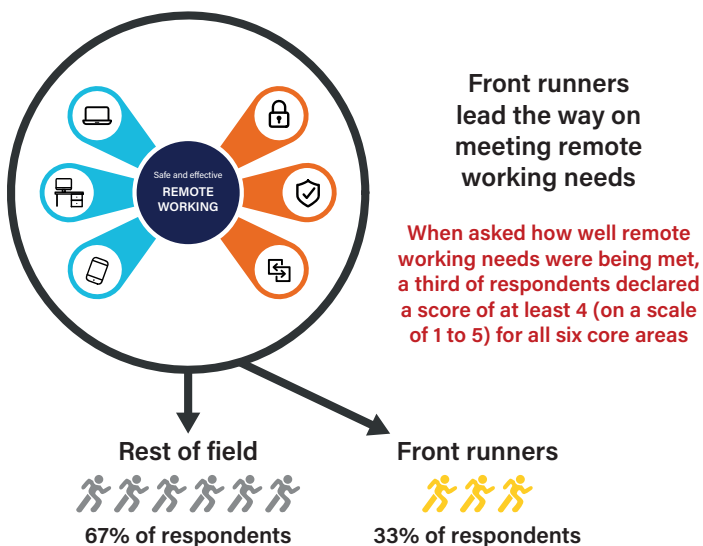 Safe and effective
REMOTE
WORKING
Front runners
lead the way on
meeting remote
working needs
When asked how well remote
working needs were being met,
a third of respondents declared
a score of at least 4 (on a scale
of 1 to 5) for all six core areas
Rest of field
67% of respondents
Front runners
33% of respondents